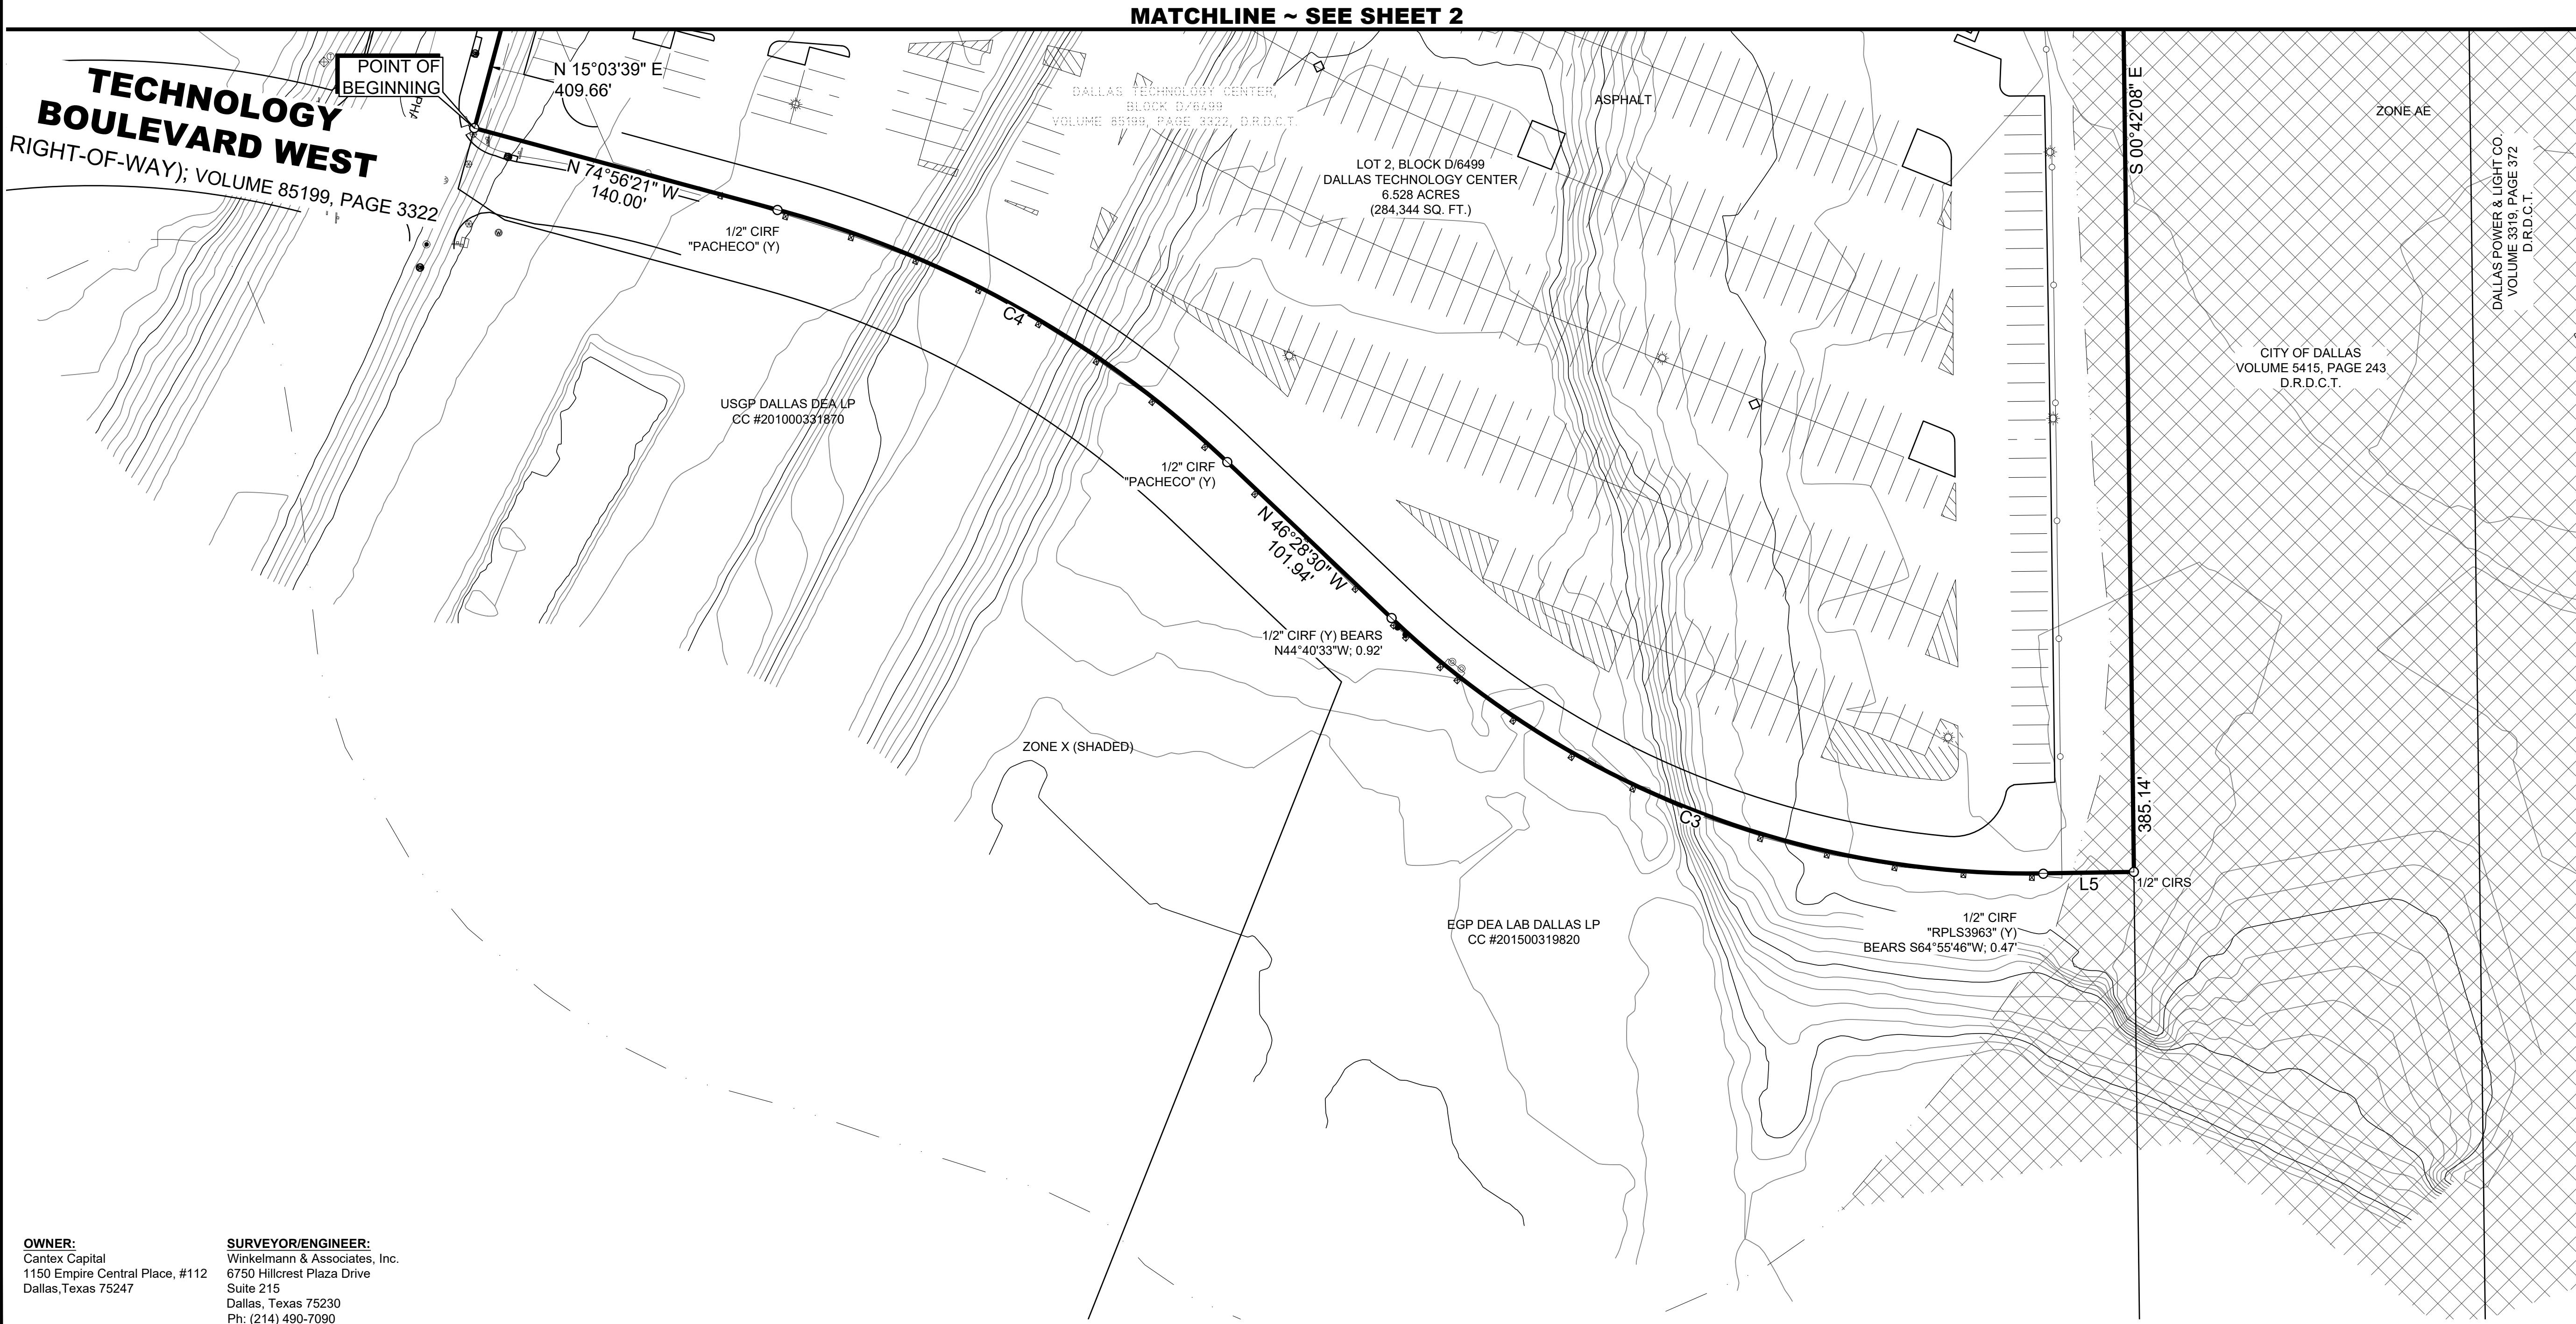 MATCHLINE ~ SEE SHEET 2
TECHNOLOGY
BOULEVARD WEST
RIGHT-OF-WAY); VOLUME 85199, PAGE 3322
POINT OF
BEGINNING
N 15°03'39" E
409.66'
N 74°56'21" W
140.00'
1/2" CIRF
"PACHECO" (Y)
DALLAS TECHNOLOGY CENTER,
BLOCK D/6499
VOLUME 85199, PAGE 3322, D.R.D.C.T.
ASPHALT
LOT 2, BLOCK D/6499
DALLAS TECHNOLOGY CENTER
6.528 ACRES
(284,344 SQ. FT.)
S 00°42'08" E
385.14'
ZONE AE
DALLAS POWER & LIGHT CO.
VOLUME 3319, PAGE 372
D.R.D.C.T.
CITY OF DALLAS
VOLUME 5415, PAGE 243
D.R.D.C.T.
C4
USGP DALLAS DEA LP
CC #201000331870
1/2" CIRF
"PACHECO" (Y)
N 46°28'30" W
101.94'
1/2" CIRF (Y) BEARS
N44°40'33"W; 0.92'
ZONE X (SHADED)
C3
L5
1/2" CIRS
1/2" CIRF
"RPLS3963" (Y)
BEARS S64°55'46"W; 0.47'
EGP DEA LAB DALLAS LP
CC #201500319820
OWNER:
Cantex Capital
1150 Empire Central Place, #112
Dallas,Texas 75247
SURVEYOR/ENGINEER:
Winkelmann & Associates, Inc.
6750 Hillcrest Plaza Drive
Suite 215
Dallas, Texas 75230
Ph: (214) 490-7090